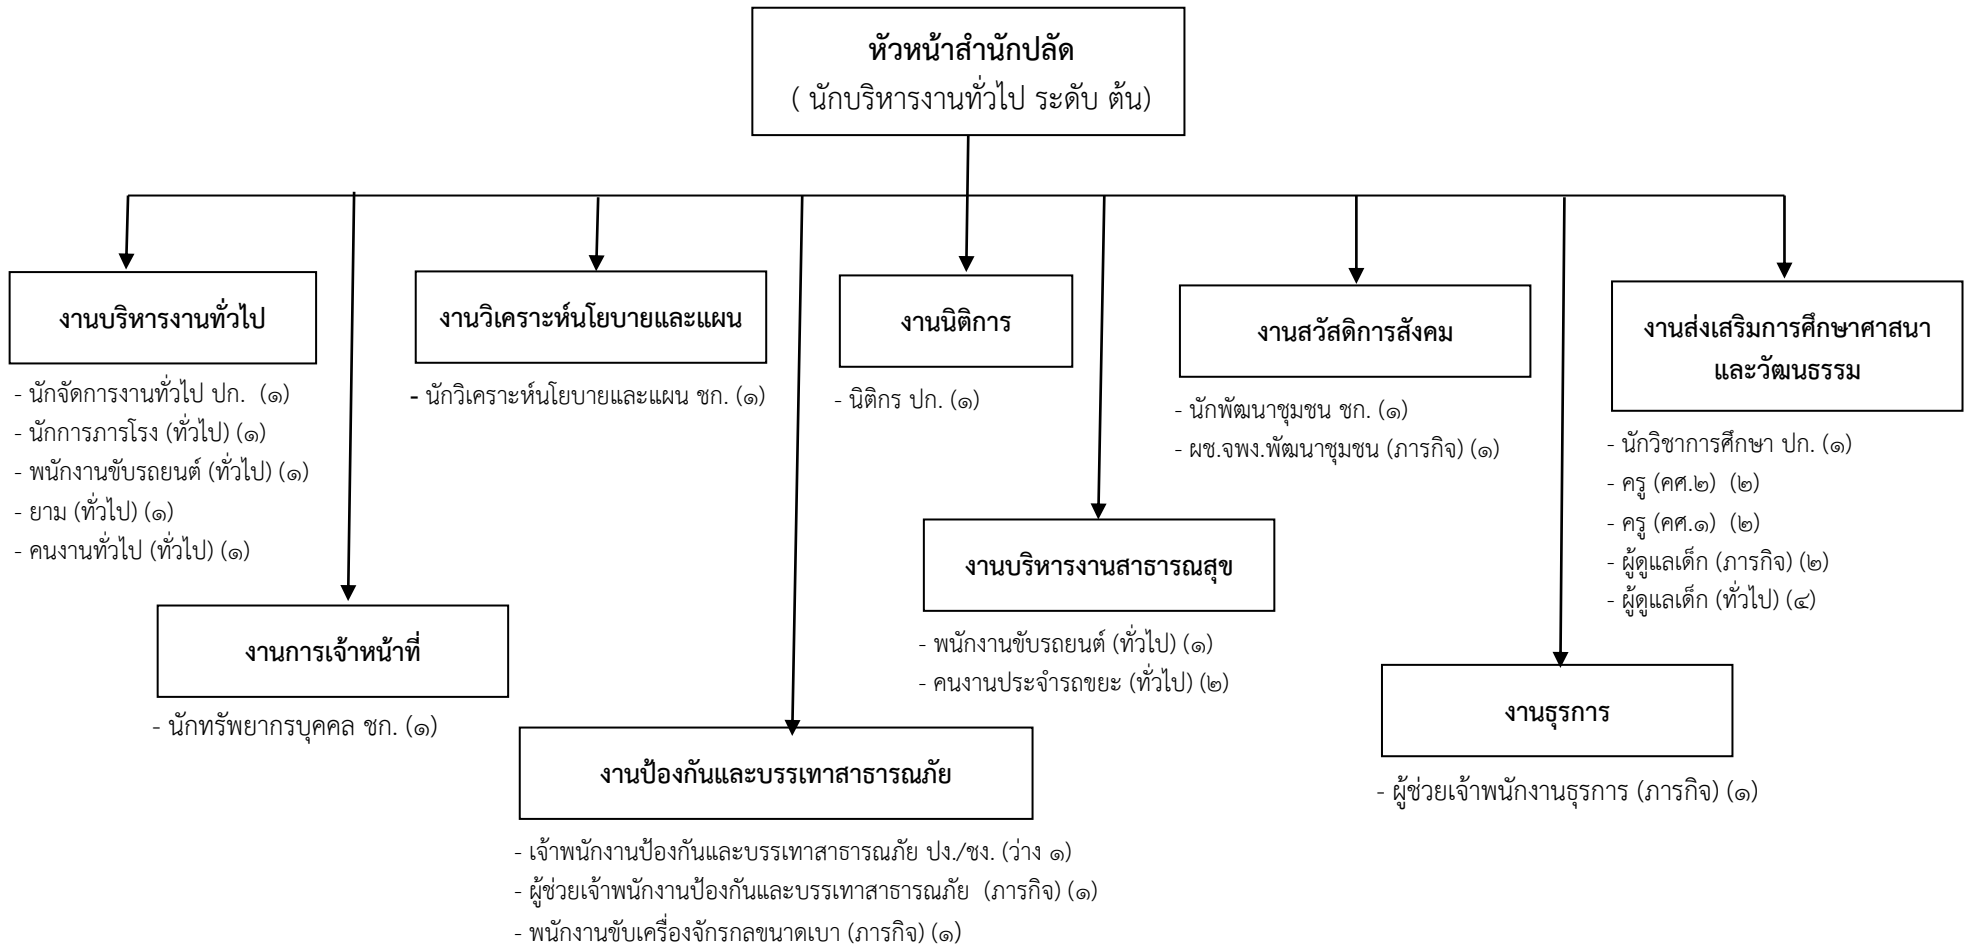 หัวหน้าสำนักปลัด
( นักบริหารงานทั่วไป ระดับ ต้น)
งานบริหารงานทั่วไป
- นักจัดการงานทั่วไป ปก. (๑)
- นักการภารโรง (ทั่วไป) (๑)
- พนักงานขับรถยนต์ (ทั่วไป) (๑)
- ยาม (ทั่วไป) (๑)
- คนงานทั่วไป (ทั่วไป) (๑)
งานการเจ้าหน้าที่
- นักทรัพยากรบุคคล ชก. (๑)
งานวิเคราะห์นโยบายและแผน
- นักวิเคราะห์นโยบายและแผน ชก. (๑)
งานป้องกันและบรรเทาสาธารณภัย
- เจ้าพนักงานป้องกันและบรรเทาสาธารณภัย ปง./ชง. (ว่าง ๑)
- ผู้ช่วยเจ้าพนักงานป้องกันและบรรเทาสาธารณภัย (ภารกิจ) (๑)
- พนักงานขับเครื่องจักรกลขนาดเบา (ภารกิจ) (๑)
งานนิติการ
- นิติกร ปก. (๑)
งานบริหารงานสาธารณสุข
- พนักงานขับรถยนต์ (ทั่วไป) (๑)
- คนงานประจำรถขยะ (ทั่วไป) (๒)
งานสวัสดิการสังคม
- นักพัฒนาชุมชน ชก. (๑)
- ผช.จพง.พัฒนาชุมชน (ภารกิจ) (๑)
งานธุรการ
- ผู้ช่วยเจ้าพนักงานธุรการ (ภารกิจ) (๑)
งานส่งเสริมการศึกษาศาสนา
และวัฒนธรรม
- นักวิชาการศึกษา ปก. (๑)
- ครู (คศ.๒) (๒)
- ครู (คศ.๑) (๒)
- ผู้ดูแลเด็ก (ภารกิจ) (๒)
- ผู้ดูแลเด็ก (ทั่วไป) (๔)